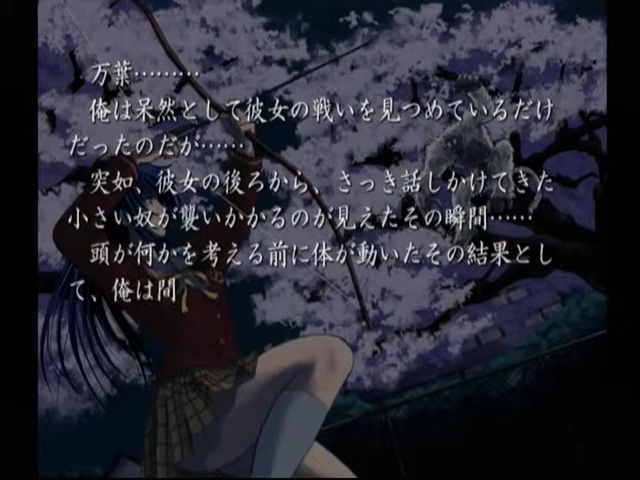 万葉………
俺は呆然として彼女の戦いを見つめているだけ
だったのだが……
突如、彼女の後ろから、さっき話しかけてきた
小さい奴が襲いかかるのが見えたその瞬間……
頭が何かを考える前に体が動いたその結果とし
て、俺は間